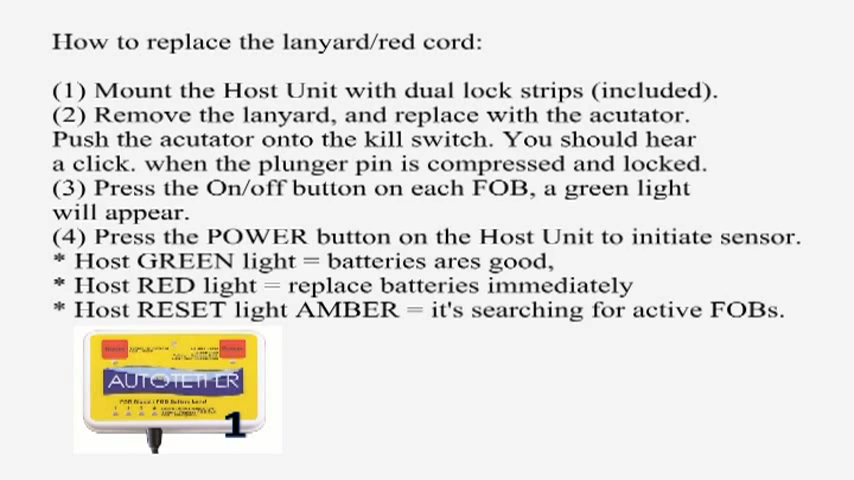 How to replace the lanyard/red cord:
(1) Mount the Host Unit with dual lock strips (included).
(2) Remove the lanyard, and replace with the acutator.
Push the acutator onto the kill switch. You should hear
a click. when the plunger pin is compressed and locked.
(3) Press the On/off button on each FOB, a green light
will appear.
(4) Press the POWER button on the Host Unit to initiate sensor.
* Host GREEN light = batteries ares good,
* Host RED light = replace batteries immediately
* Host RESET light AMBER = it's searching for active FOBs.
AUTOTETHER
1